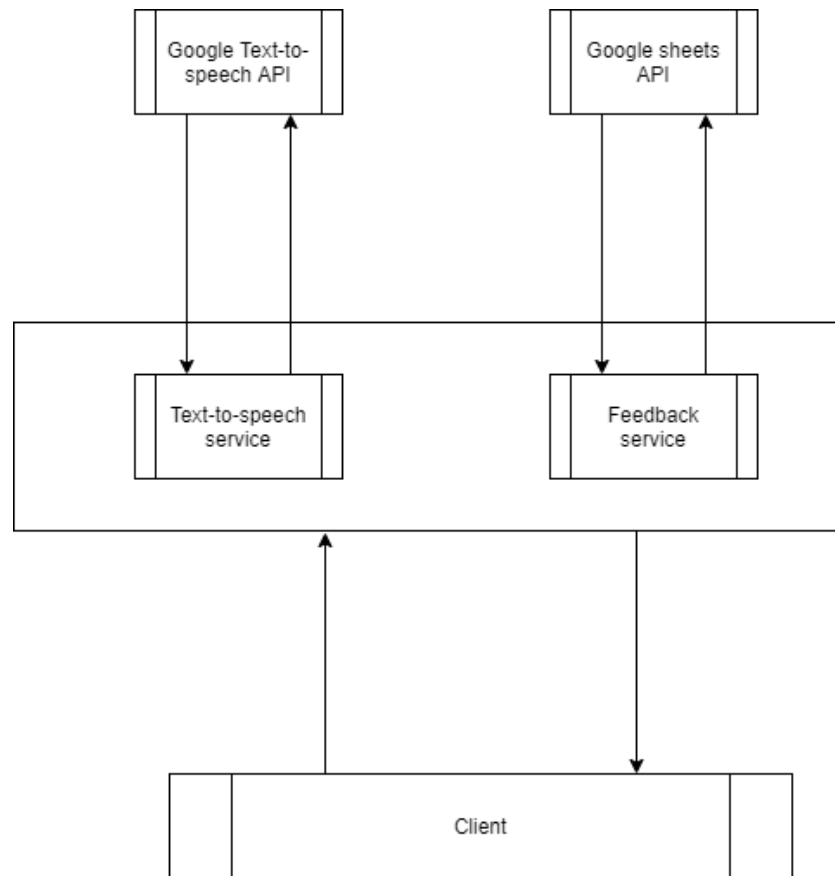 Google Text-to-
speech API
Google sheets
API
Text-to-speech
service
Feedback
service
Client